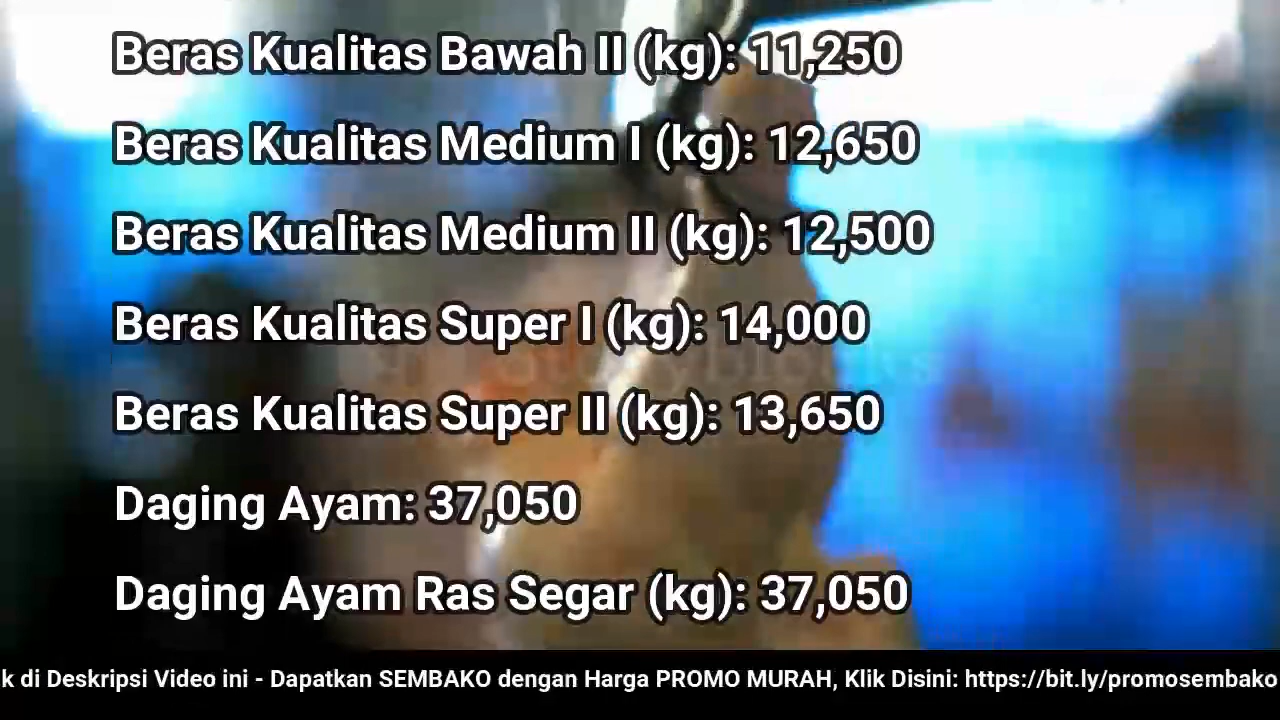 Beras Kualitas Bawah II (kg): 11,250
Beras Kualitas Medium I (kg): 12,650
Beras Kualitas Medium II (kg): 12,500
Beras Kualitas Super I (kg): 14,000
Beras Kualitas Super II (kg): 13,650
Daging Ayam: 37,050
Daging Ayam Ras Segar (kg): 37,050
k di Deskripsi Video ini - Dapatkan SEMBAKO dengan Harga PROMO MURAH, Klik Disini: https://bit.ly/promosembako